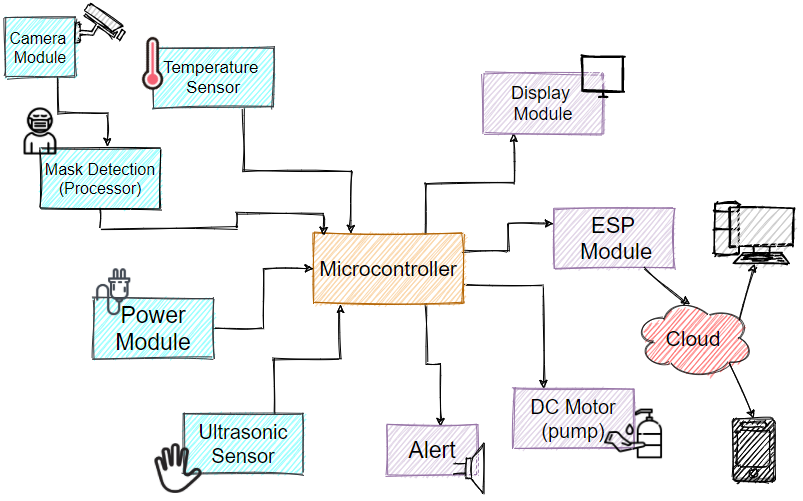 Camera
Module
Temperature
Sensor
Display
Module
Mask Detection
(Processor)
ESP
Module
Microcontroller
Power
Module
Cloud
Ultrasonic
Sensor
Alert
DC Motor
(pump)